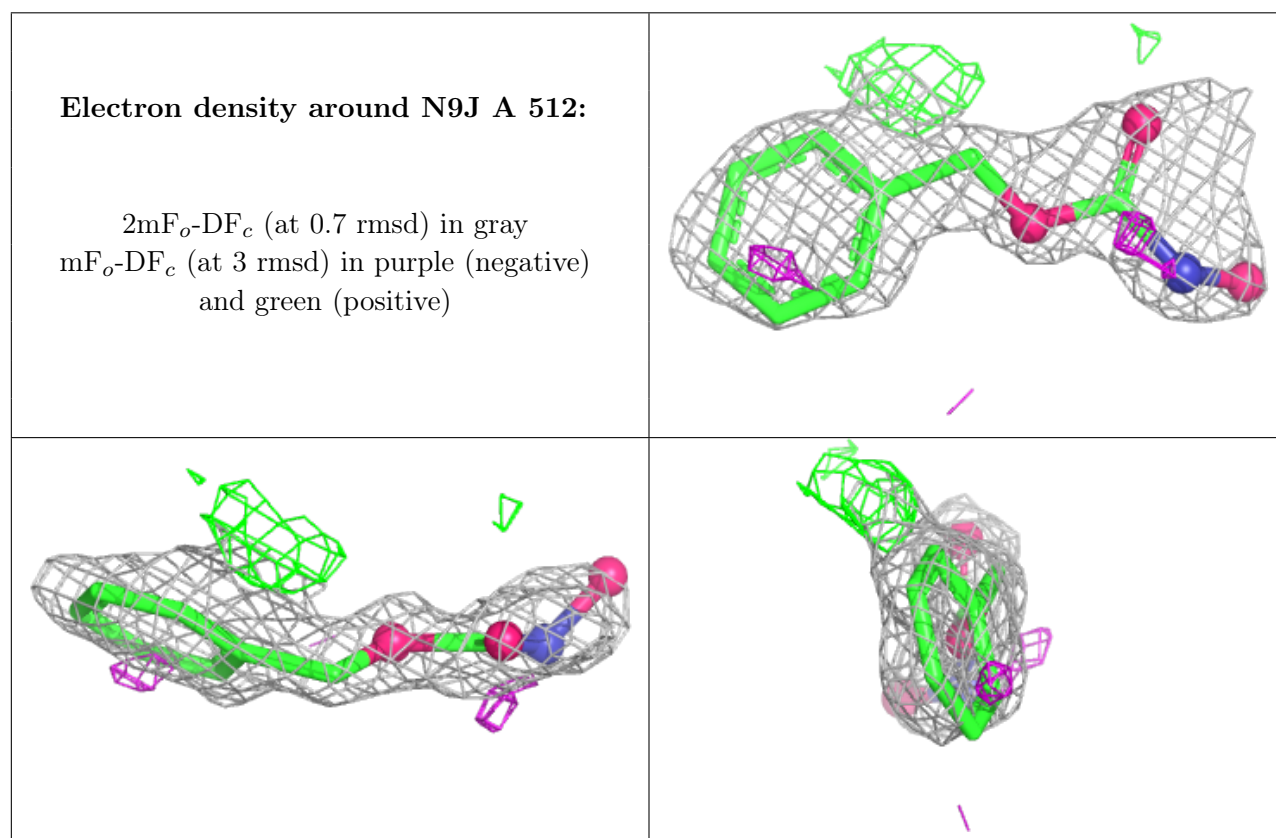 Electron density around N9J A 512:
2mFo-DFc (at 0.7 rmsd) in gray
mFo-DFc (at 3 rmsd) in purple (negative)
and green (positive)